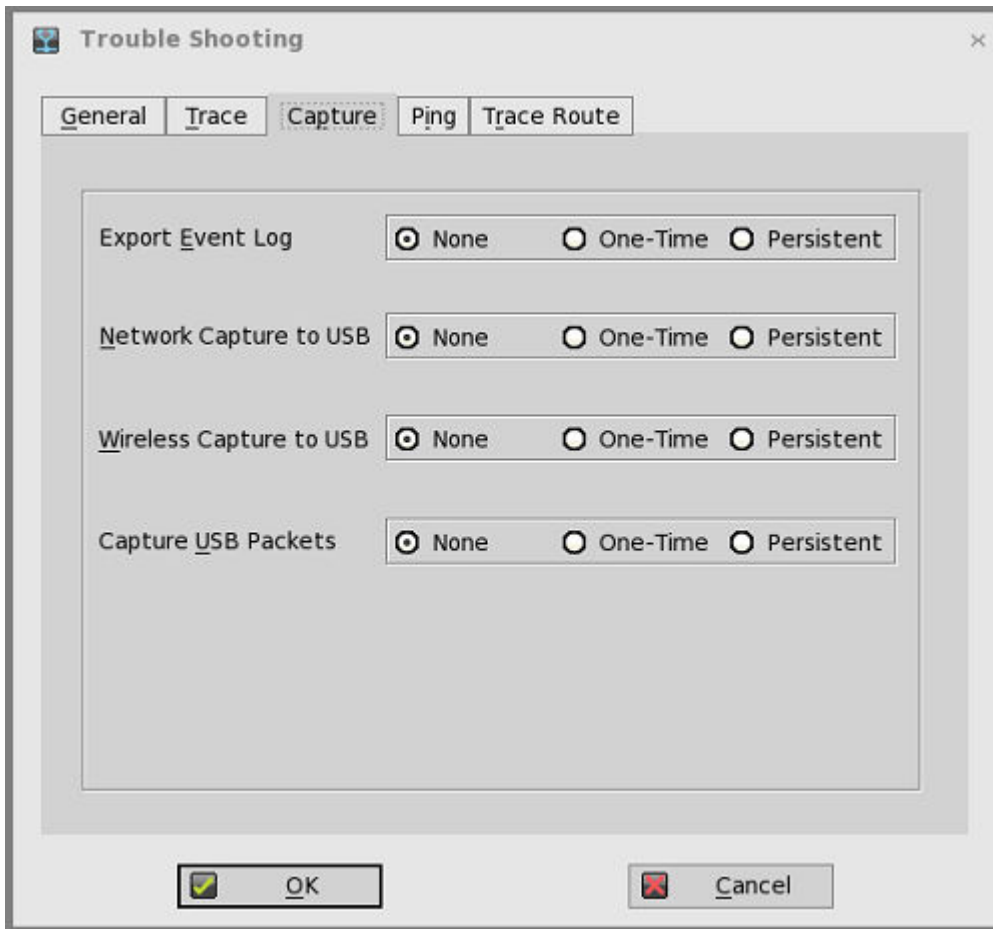 Trouble Shooting
General Trace Capture Ping Trace Route
Export Event Log None One-Time Persistent
Network Capture to USB None One-Time Persistent
Wireless Capture to USB None One-Time Persistent
Capture USB Packets None One-Time Persistent
OK Cancel